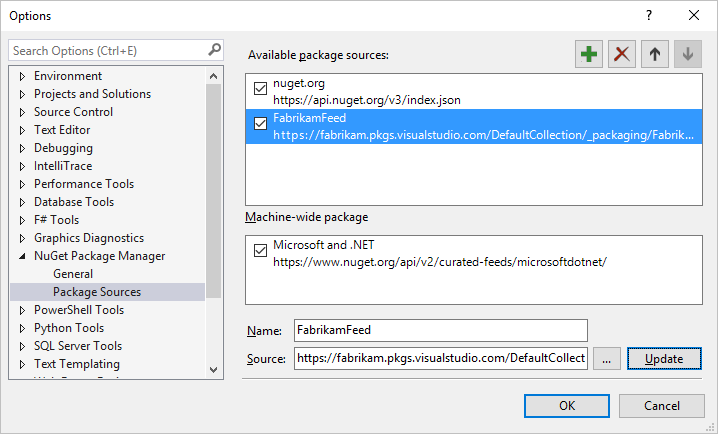 Options
Search Options (Ctrl+E)
Environment
Projects and Solutions
Source Control
Text Editor
Debugging
IntelliTrace
Performance Tools
Database Tools
F# Tools
Graphics Diagnostics
NuGet Package Manager
General
Package Sources
PowerShell Tools
Python Tools
SQL Server Tools
Text Templating
Available package sources:
nuget.org
https://api.nuget.org/v3/index.json
FabrikamFeed
https://fabrikam.pkgs.visualstudio.com/DefaultCollection/_packaging/Fabrik...
Machine-wide package
Microsoft and .NET
https://www.nuget.org/api/v2/curated-feeds/microsoftdotnet/
Name: FabrikamFeed
Source: https://fabrikam.pkgs.visualstudio.com/DefaultCollect ... Update
OK Cancel